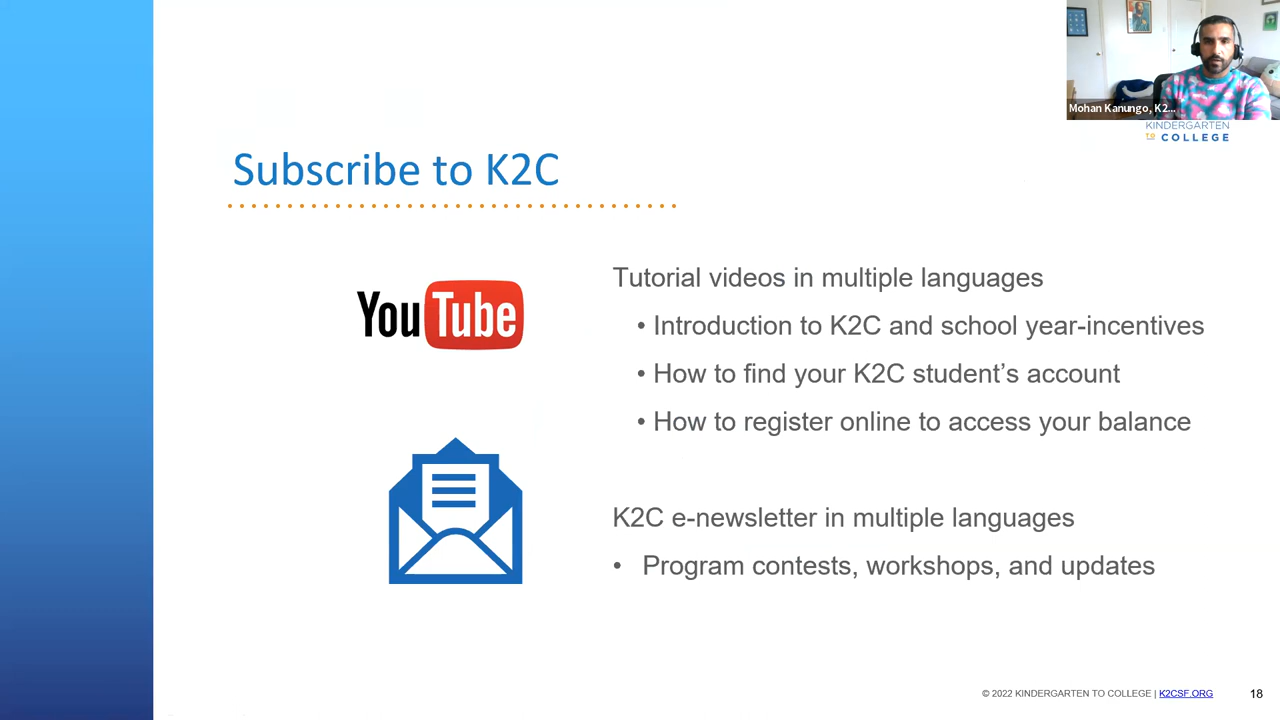 Mohan Kanungo, K2...
KINDERGARTEN
TO COLLEGE
Subscribe to K2C
YouTube
Tutorial videos in multiple languages
• Introduction to K2C and school year-incentives
• How to find your K2C student’s account
• How to register online to access your balance
K2C e-newsletter in multiple languages
• Program contests, workshops, and updates
© 2022 KINDERGARTEN TO COLLEGE | K2CSF.ORG
18